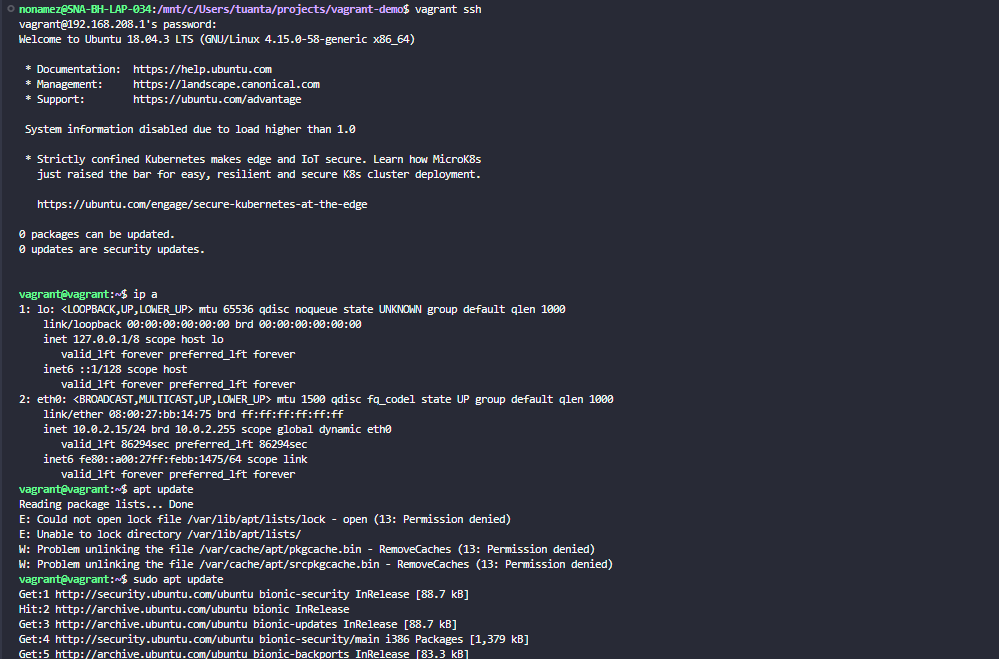 nonamez@SNA-BH-LAP-034:/mnt/c/Users/tuanta/projects/vagrant-demo$ vagrant ssh
vagrant@192.168.208.1's password:
Welcome to Ubuntu 18.04.3 LTS (GNU/Linux 4.15.0-58-generic x86_64)
* Documentation:  https://help.ubuntu.com
* Management:     https://landscape.canonical.com
* Support:        https://ubuntu.com/advantage
System information disabled due to load higher than 1.0
* Strictly confined Kubernetes makes edge and IoT secure. Learn how MicroK8s
just raised the bar for easy, resilient and secure K8s cluster deployment.
https://ubuntu.com/engage/secure-kubernetes-at-the-edge
0 packages can be updated.
0 updates are security updates.
vagrant@vagrant:~$ ip a
1: lo: <LOOPBACK,UP,LOWER_UP> mtu 65536 qdisc noqueue state UNKNOWN group default qlen 1000
link/loopback 00:00:00:00:00:00 brd 00:00:00:00:00:00
inet 127.0.0.1/8 scope host lo
valid_lft forever preferred_lft forever
inet6 ::1/128 scope host
valid_lft forever preferred_lft forever
2: eth0: <BROADCAST,MULTICAST,UP,LOWER_UP> mtu 1500 qdisc fq_codel state UP group default qlen 1000
link/ether 08:00:27:bb:14:75 brd ff:ff:ff:ff:ff:ff
inet 10.0.2.15/24 brd 10.0.2.255 scope global dynamic eth0
valid_lft 86294sec preferred_lft 86294sec
inet6 fe80::a00:27ff:febb:1475/64 scope link
valid_lft forever preferred_lft forever
vagrant@vagrant:~$ apt update
Reading package lists... Done
E: Could not open lock file /var/lib/apt/lists/lock - open (13: Permission denied)
E: Unable to lock directory /var/lib/apt/lists/
W: Problem unlinking the file /var/cache/apt/pkgcache.bin - RemoveCaches (13: Permission denied)
W: Problem unlinking the file /var/cache/apt/srcpkgcache.bin - RemoveCaches (13: Permission denied)
vagrant@vagrant:~$ sudo apt update
Get:1 http://security.ubuntu.com/ubuntu bionic-security InRelease [88.7 kB]
Hit:2 http://archive.ubuntu.com/ubuntu bionic InRelease
Get:3 http://archive.ubuntu.com/ubuntu bionic-updates InRelease [88.7 kB]
Get:4 http://security.ubuntu.com/ubuntu bionic-security/main i386 Packages [1,379 kB]
Get:5 http://archive.ubuntu.com/ubuntu bionic-backports InRelease [83.3 kB]